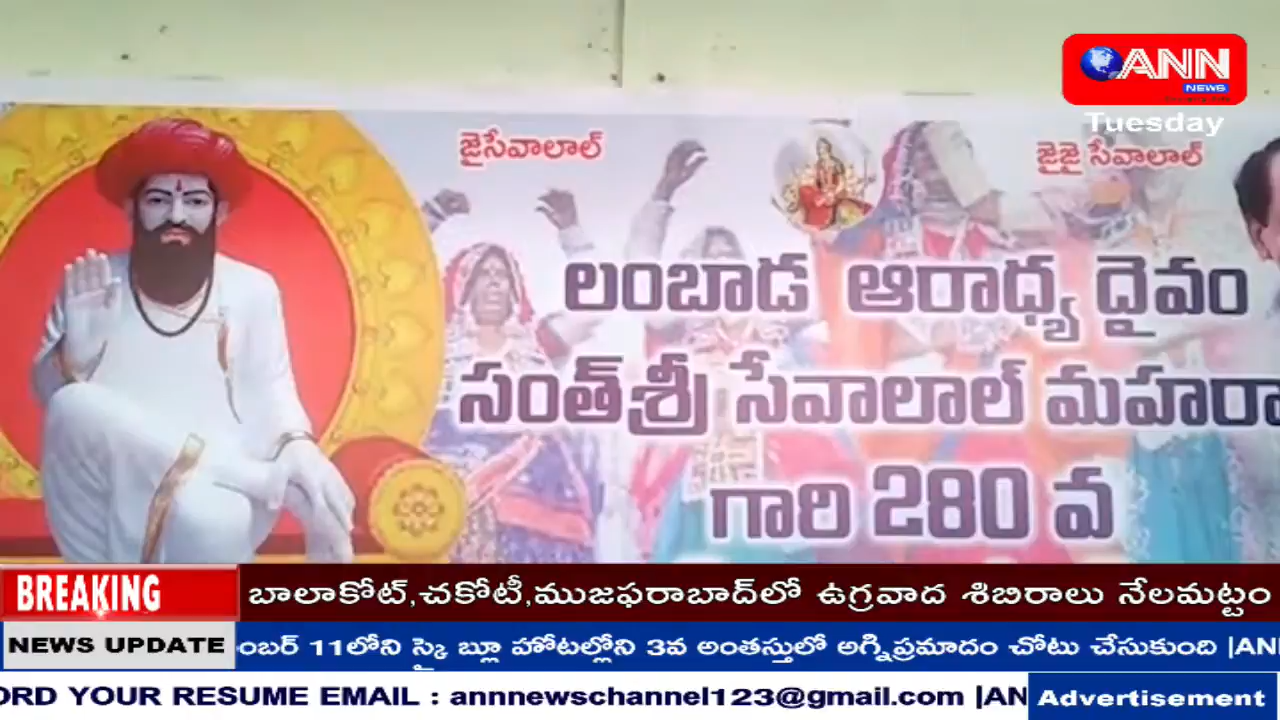 ANN
NEWS
Tuesday
జైసేవాలాల్
జైజై సేవాలాల్
లంబాడ ఆరాధ్య దైవం
సంత్ శ్రీ సేవాలాల్ మహరా
గారి 280 వ
BREAKING
బాలాకోట్,చకోటీ,ముజఫరాబాద్‌లో ఉగ్రవాద శిబిరాలు నేలమట్టం
NEWS UPDATE
ంబర్ 11లోని స్కై బ్లూ హోటల్లోని 3వ అంతస్తులో అగ్నిప్రమాదం చోటు చేసుకుంది |AN
ORD YOUR RESUME EMAIL : annnewschannel123@gmail.com |AN
Advertisement